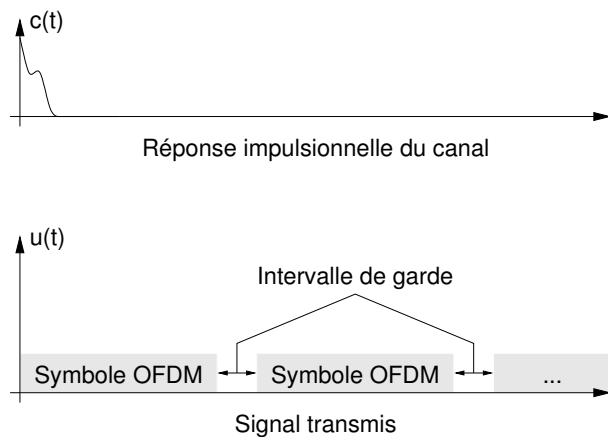 c(t)
Réponse impulsionnelle du canal
u(t)
Intervalle de garde
Symbole OFDM
Symbole OFDM
...
Signal transmis